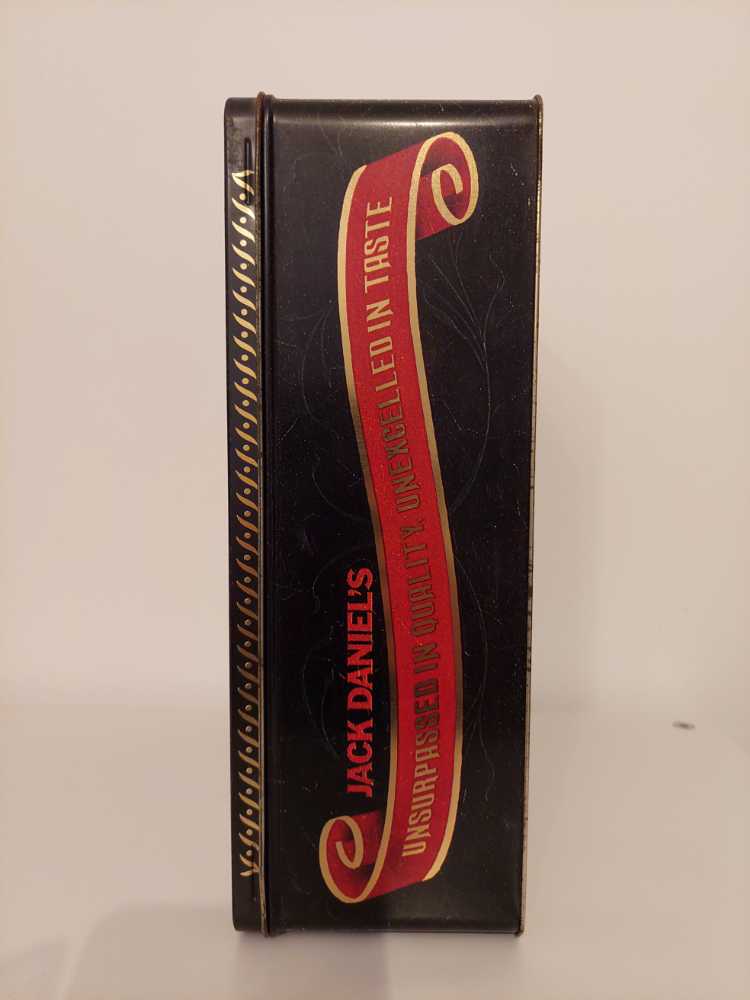 JACK DANIEL'S
UNSURPASSED IN QUALITY, UNEXCELLED IN TASTE